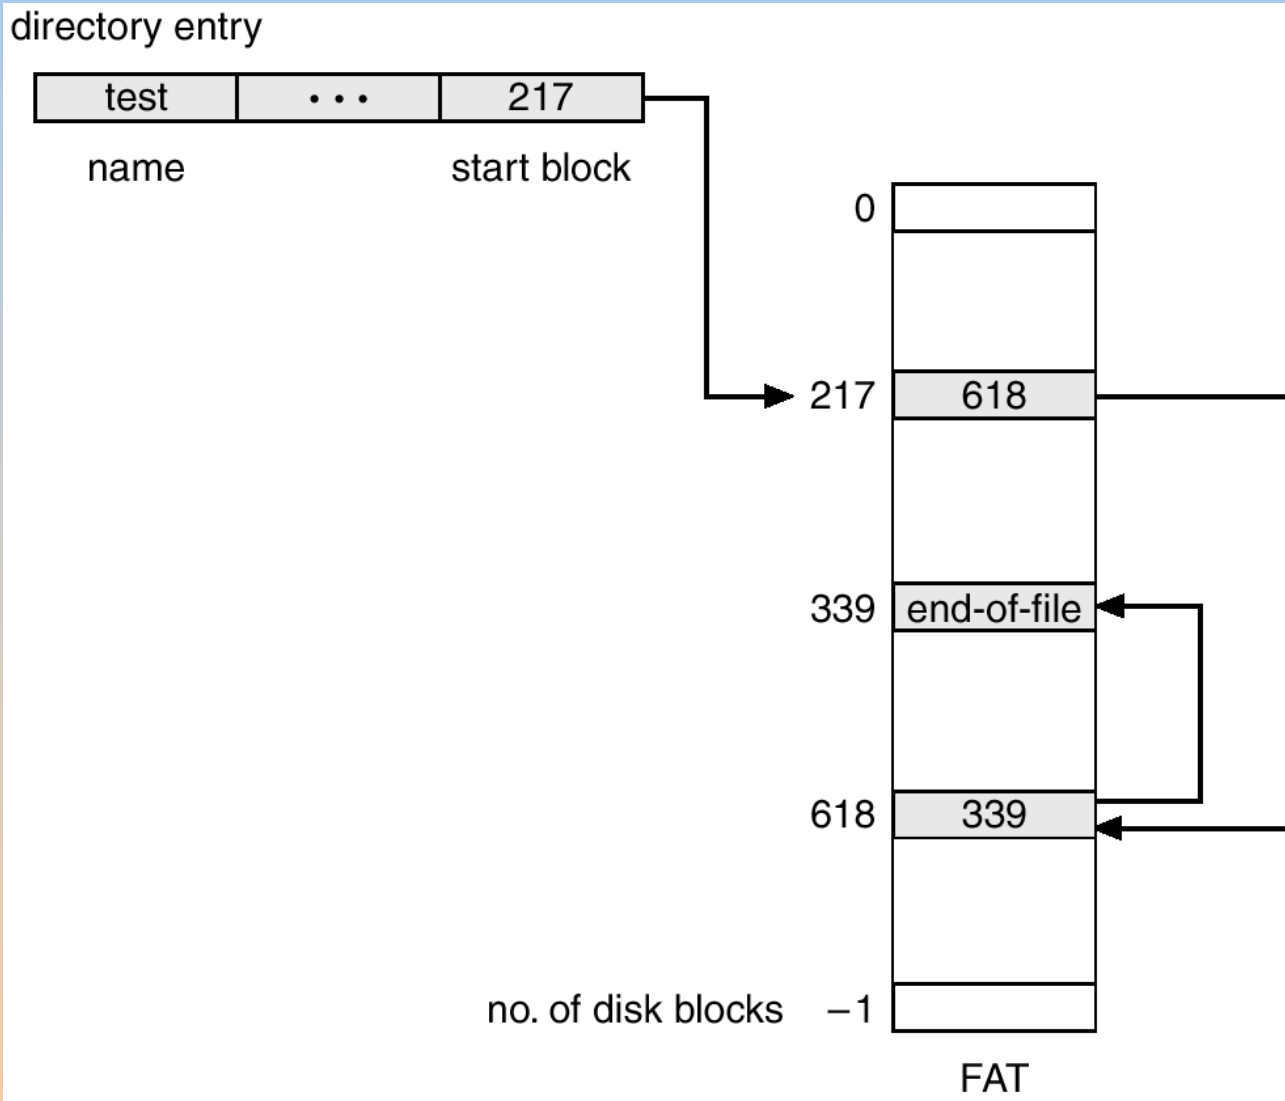 directory entry
test ••• 217
name start block
0
217 618
339 end-of-file
618 339
no. of disk blocks −1
FAT